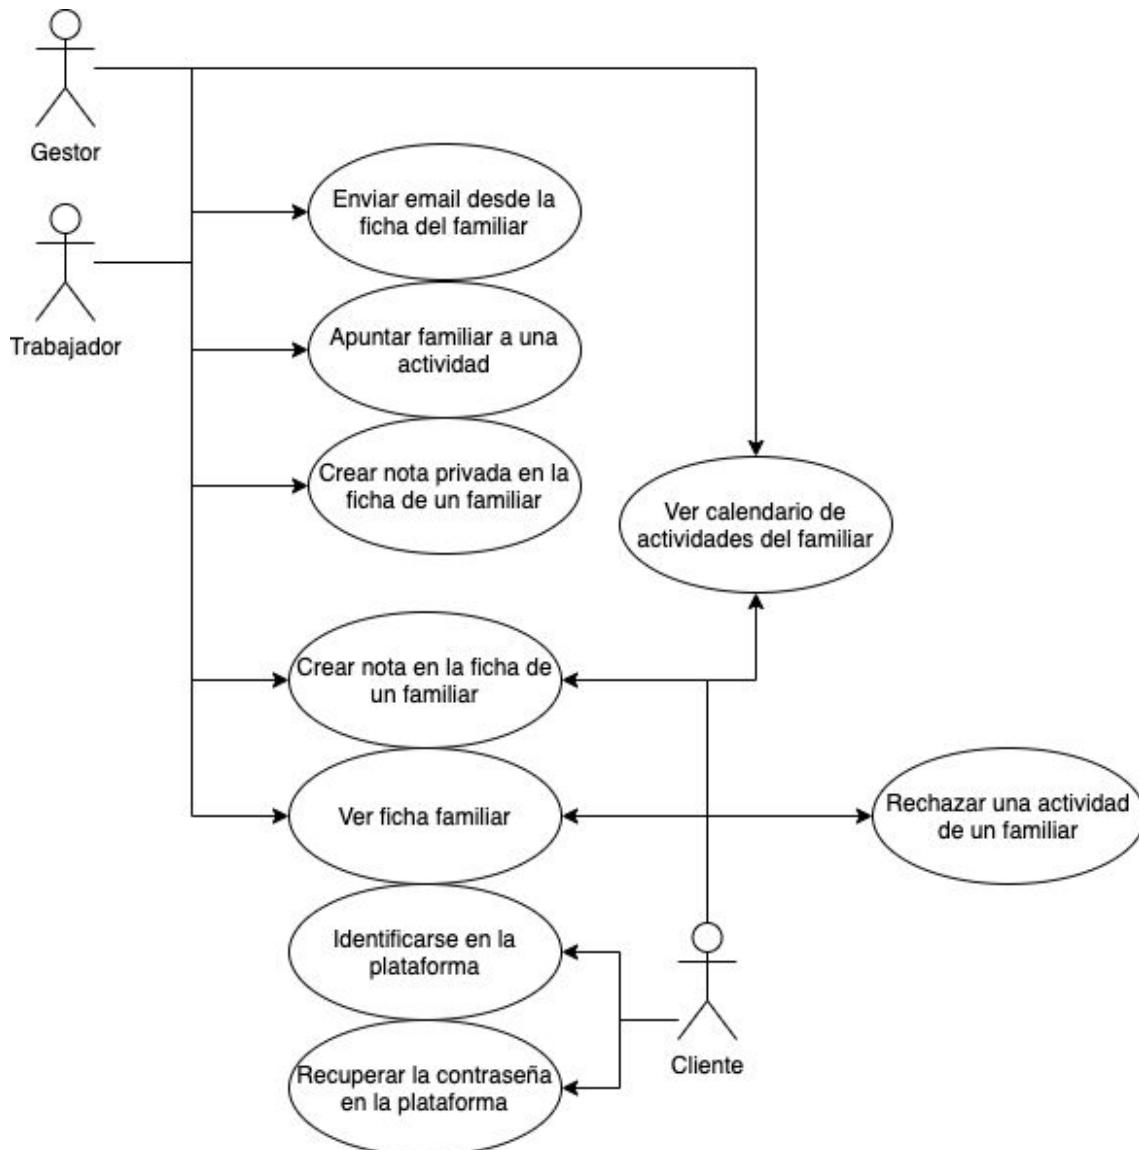 Gestor
Enviar email desde la
ficha del familiar
Trabajador
Apuntar familiar a una
actividad
Crear nota privada en la
ficha de un familiar
Ver calendario de
actividades del familiar
Crear nota en la ficha de
un familiar
Ver ficha familiar
Rechazar una actividad
de un familiar
Identificarse en la
plataforma
Cliente
Recuperar la contraseña
en la plataforma